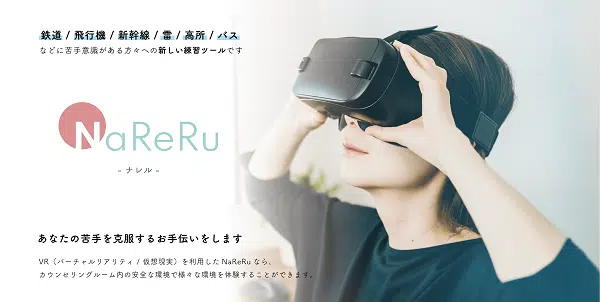 鉄道 / 飛行機 / 新幹線 / 雷 / 高所 / バス
などに苦手意識がある方々への新しい練習ツールです
NaReRu
– ナレル –
あなたの苦手を克服するお手伝いをします
VR（バーチャルリアリティ / 仮想現実）を利用した NaReRu なら、
カウンセリングルーム内の安全な環境で様々な環境を体験することができます。